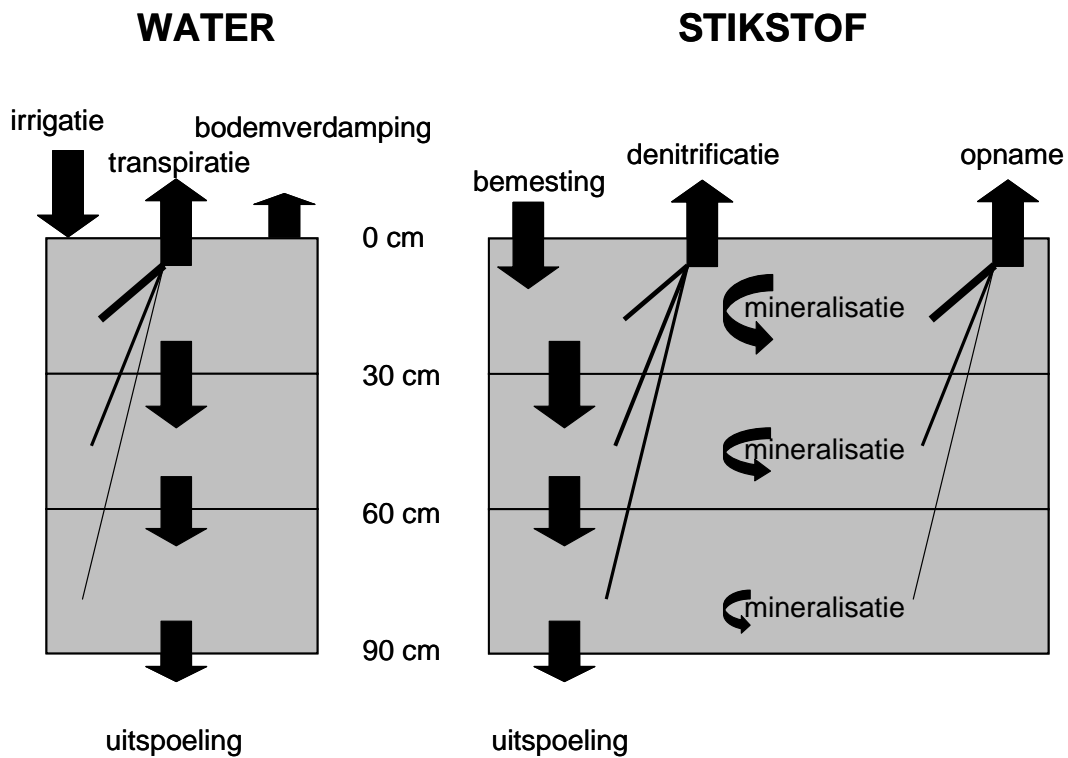 WATER
STIKSTOF
irrigatie
bodemverdamping
transpiratie
bemesting
denitrificatie
opname
0 cm
mineralisatie
30 cm
mineralisatie
60 cm
mineralisatie
90 cm
uitspoeling
uitspoeling